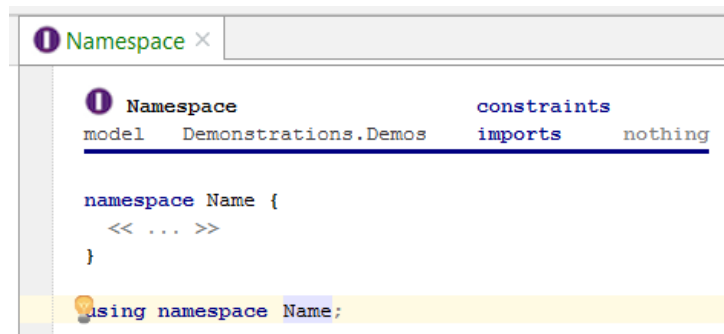 Namespace
Namespace constraints
model Demonstrations.Demos imports nothing
namespace Name {
<< ... >>
}
using namespace Name;